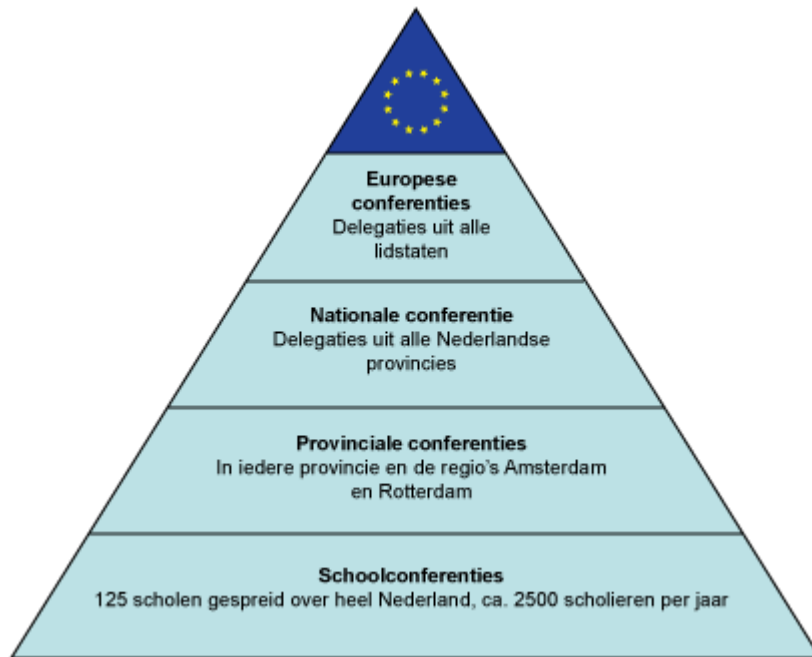 Europese
conferenties
Delegaties uit alle
lidstaten
Nationale conferentie
Delegaties uit alle Nederlandse
provincies
Provinciale conferenties
In iedere provincie en de regio's Amsterdam
en Rotterdam
Schoolconferenties
125 scholen gespreid over heel Nederland, ca. 2500 scholieren per jaar